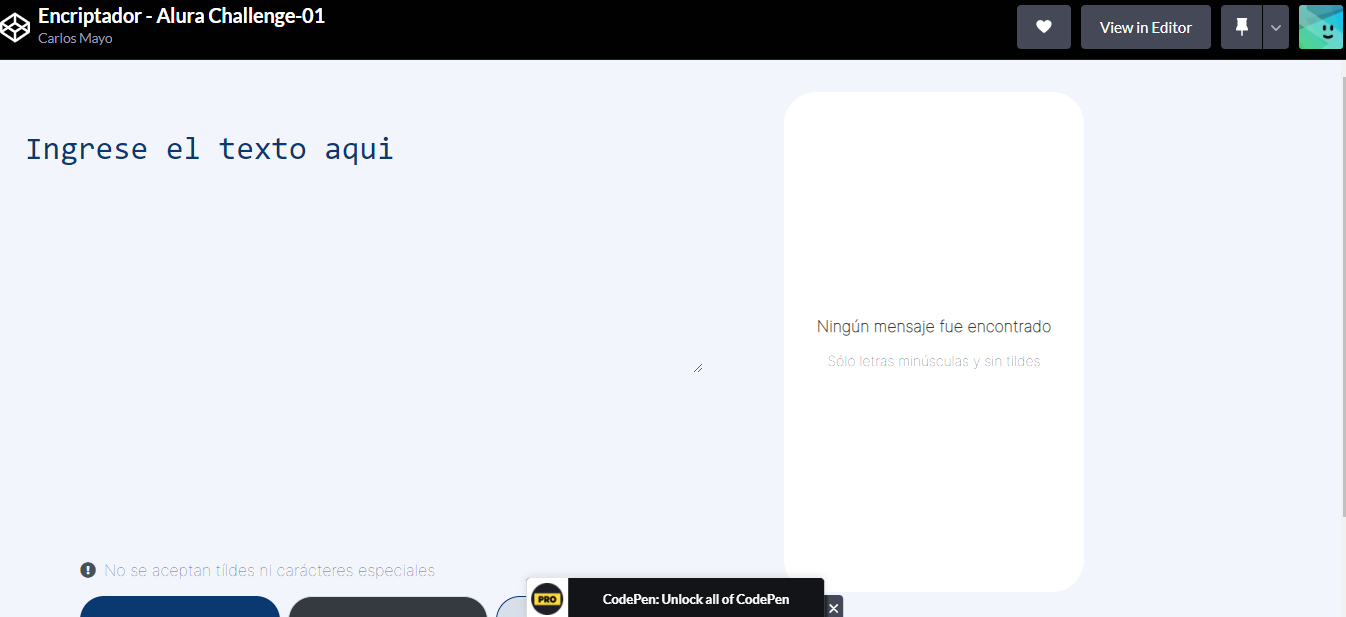 Encriptador - Alura Challenge-01
Carlos Mayo
View in Editor
Ingrese el texto aqui
Ningún mensaje fue encontrado
Sólo letras minúsculas y sin tildes
No se aceptan tíldes ni carácteres especiales
PRO
CodePen: Unlock all of CodePen